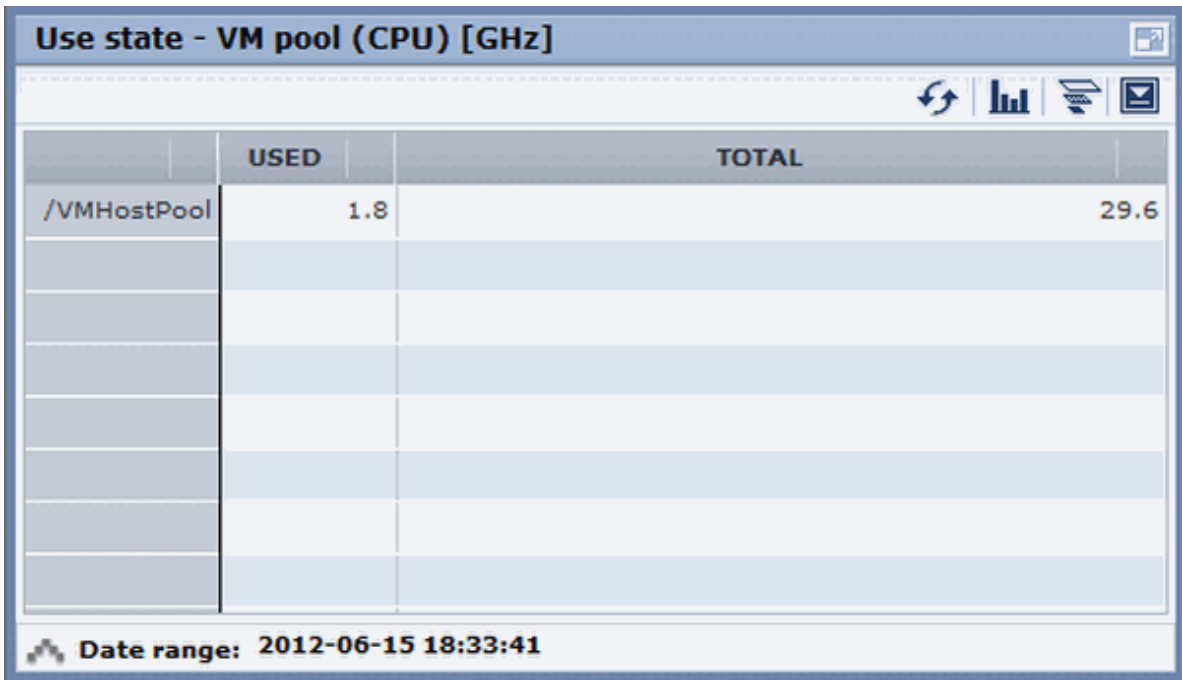 Use state - VM pool (CPU) [GHz]
USED TOTAL
/VMHostPool 1.8 29.6
Date range: 2012-06-15 18:33:41